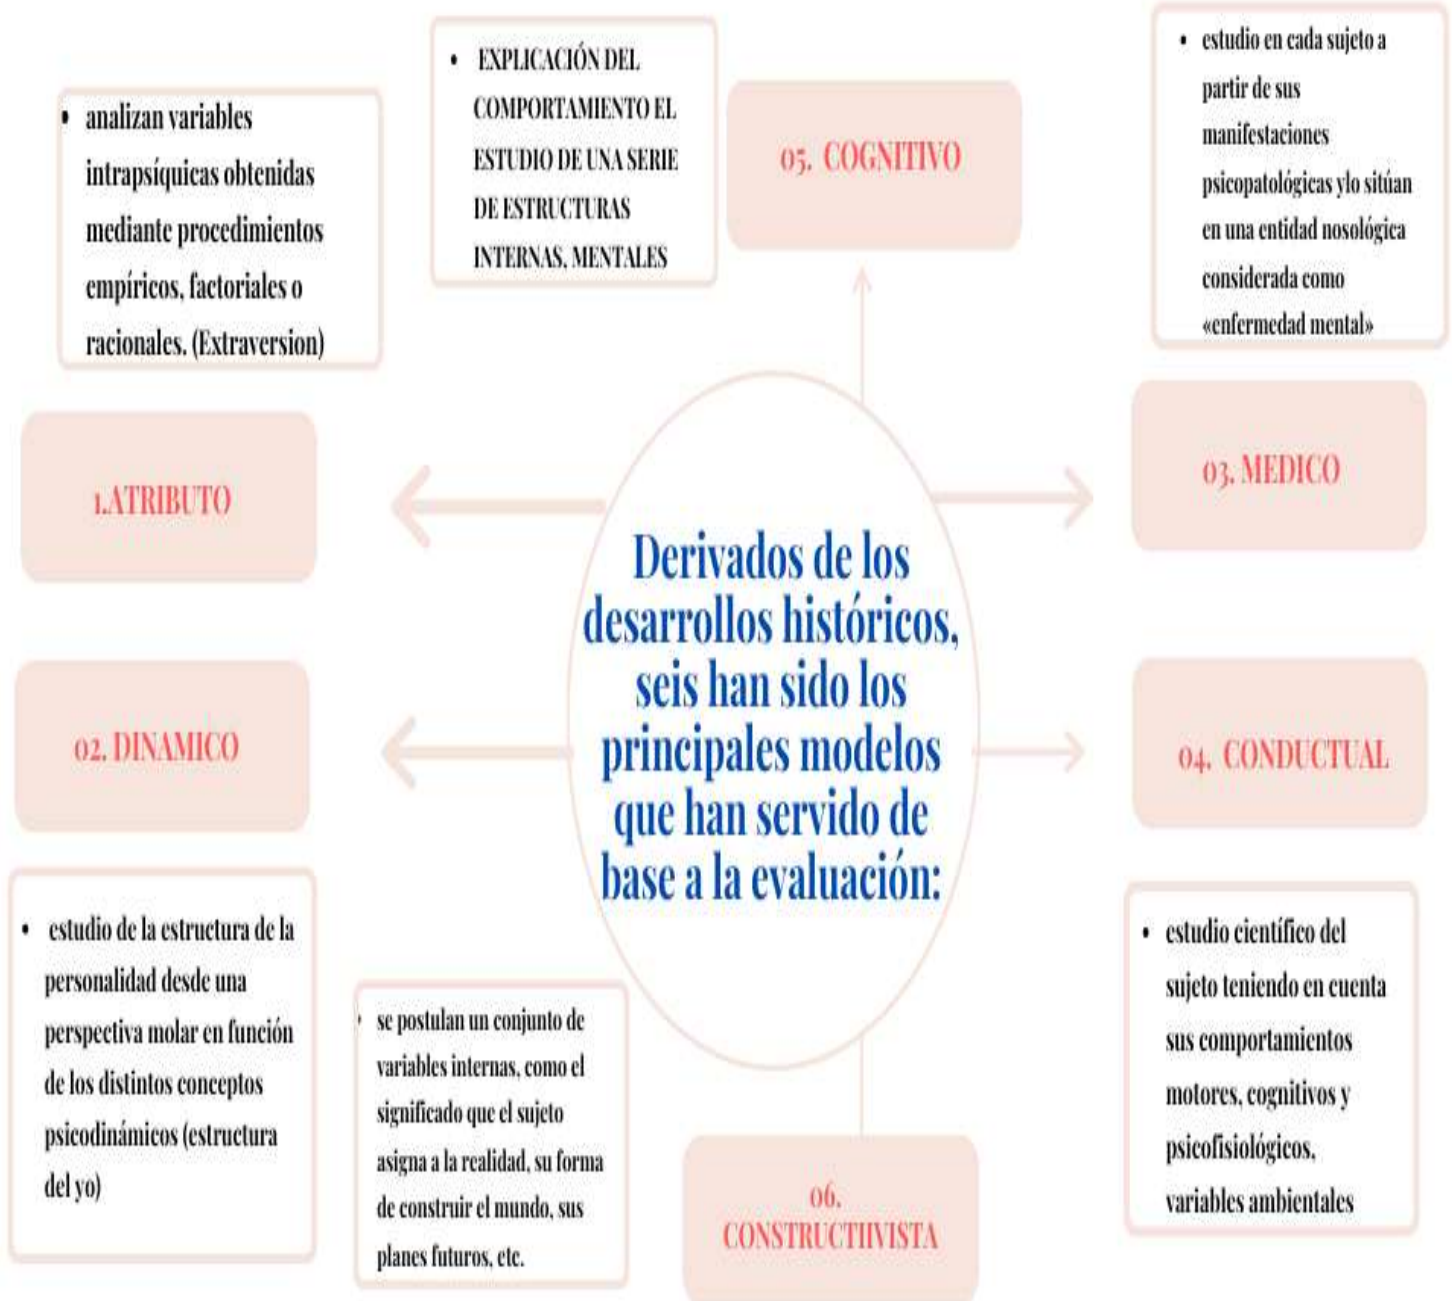 • analizan variables
intrapsíquicas obtenidas
mediante procedimientos
empíricos, factoriales o
racionales. (Extraversion)
1.ATRIBUTO
02. DINAMICO
• estudio de la estructura de la
personalidad desde una
perspectiva molar en función
de los distintos conceptos
psicodinámicos (estructura
del yo)
• EXPLICACIÓN DEL
COMPORTAMIENTO EL
ESTUDIO DE UNA SERIE
DE ESTRUCTURAS
INTERNAS, MENTALES
05. COGNITIVO
Derivados de los
desarrollos históricos,
seis han sido los
principales modelos
que han servido de
base a la evaluación:
• se postulan un conjunto de
variables internas, como el
significado que el sujeto
asigna a la realidad, su forma
de construir el mundo, sus
planes futuros, etc.
06.
CONSTRUCTIIVISTA
• estudio en cada sujeto a
partir de sus
manifestaciones
psicopatológicas ylo sitúan
en una entidad nosológica
considerada como
«enfermedad mental»
03. MEDICO
04. CONDUCTUAL
• estudio científico del
sujeto teniendo en cuenta
sus comportamientos
motores, cognitivos y
psicofisiológicos,
variables ambientales